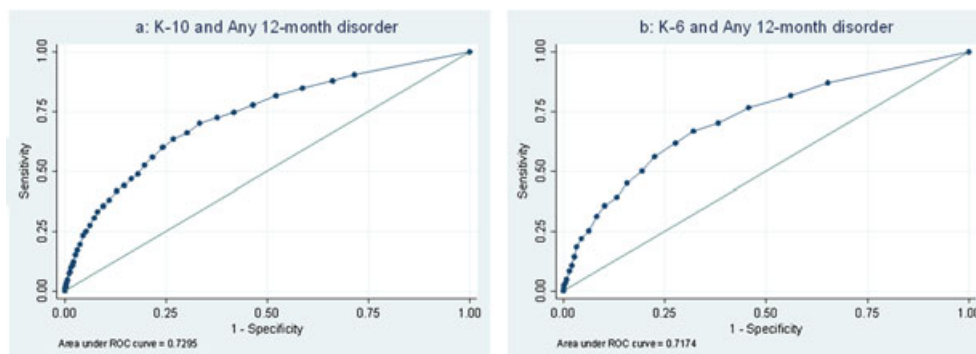 a: K-10 and Any 12-month disorder
Sensitivity
1.00
0.75
0.50
0.25
0.00
0.00 0.25 0.50 0.75 1.00
1 - Specificity
Area under ROC curve = 0.7295
b: K-6 and Any 12-month disorder
Sensitivity
1.00
0.75
0.50
0.25
0.00
0.00 0.25 0.50 0.75 1.00
1 - Specificity
Area under ROC curve = 0.7174